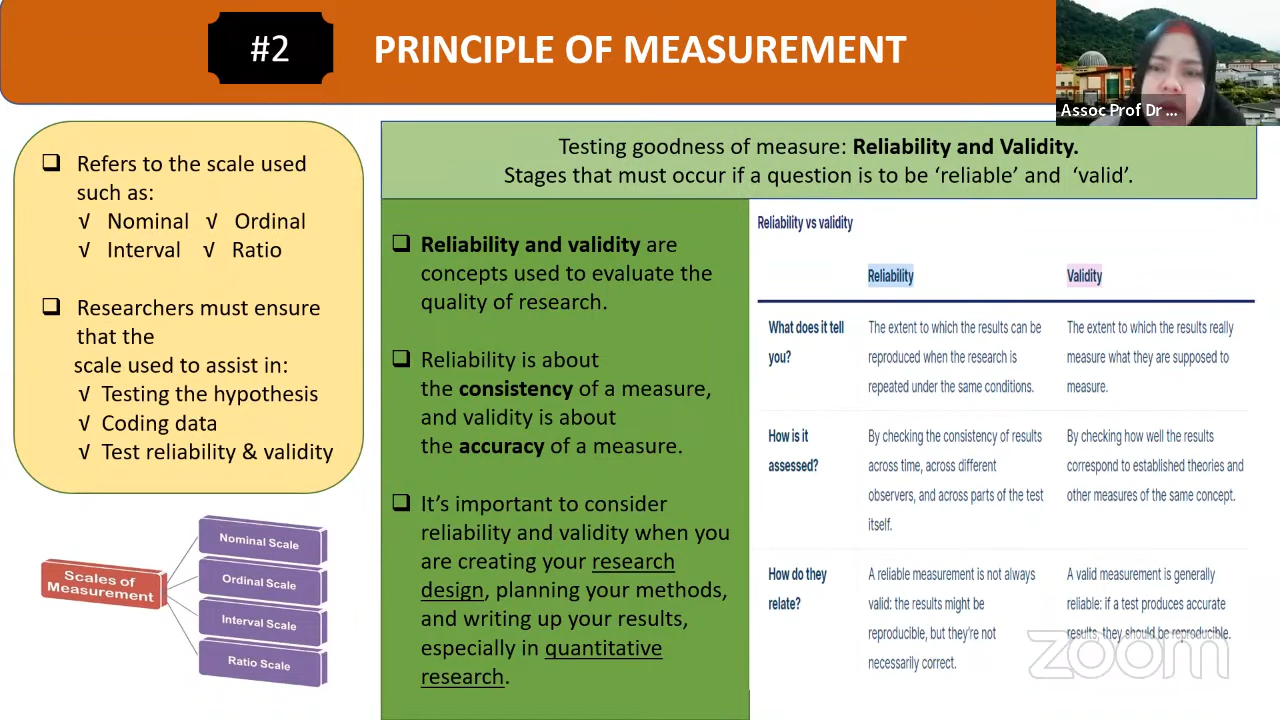 #2
PRINCIPLE OF MEASUREMENT
Assoc Prof Dr ...
❑ Refers to the scale used
such as:
√ Nominal √ Ordinal
√ Interval √ Ratio
❑ Researchers must ensure
that the
scale used to assist in:
√ Testing the hypothesis
√ Coding data
√ Test reliability & validity
Scales of
Measurement
Nominal Scale
Ordinal Scale
Interval Scale
Ratio Scale
Testing goodness of measure: Reliability and Validity.
Stages that must occur if a question is to be ‘reliable’ and ‘valid’.
❑ Reliability and validity are
concepts used to evaluate the
quality of research.
❑ Reliability is about
the consistency of a measure,
and validity is about
the accuracy of a measure.
❑ It’s important to consider
reliability and validity when you
are creating your research
design, planning your methods,
and writing up your results,
especially in quantitative
research.
Reliability vs validity
Reliability
Validity
What does it tell
you?
The extent to which the results can be
reproduced when the research is
repeated under the same conditions.
The extent to which the results really
measure what they are supposed to
measure.
How is it
assessed?
By checking the consistency of results
across time, across different
observers, and across parts of the test
itself.
By checking how well the results
correspond to established theories and
other measures of the same concept.
How do they
relate?
A reliable measurement is not always
valid: the results might be
reproducible, but they’re not
necessarily correct.
A valid measurement is generally
reliable: if a test produces accurate
results, they should be reproducible.
zoom